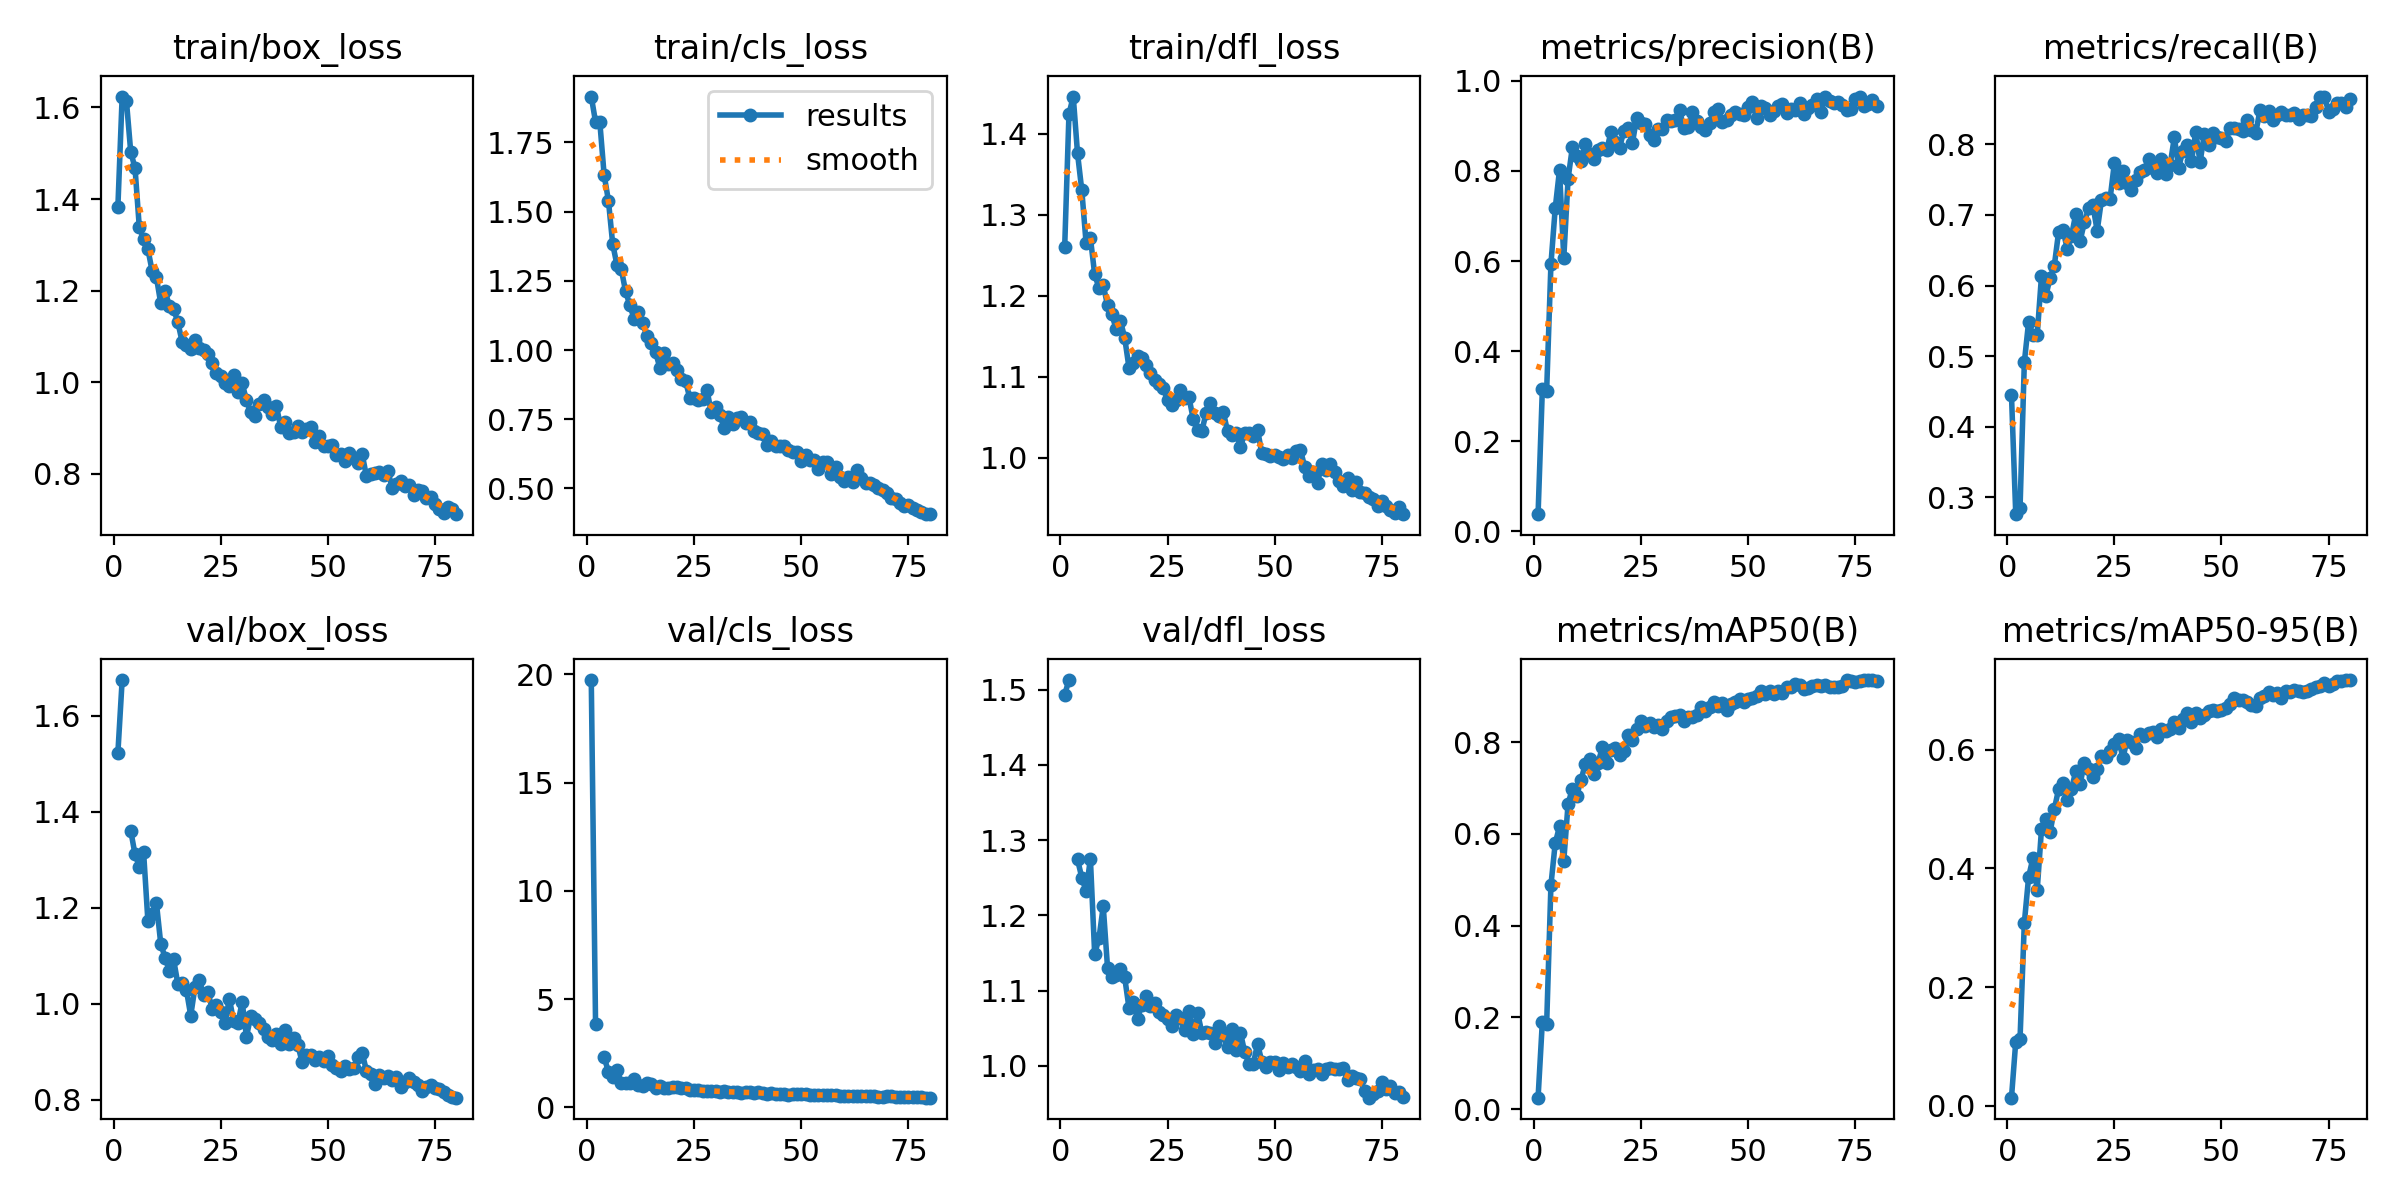 train/box_loss
train/cls_loss
train/dfl_loss
metrics/precision(B)
metrics/recall(B)
1.6
1.4
1.2
1.0
0.8
0 25 50 75
results
smooth
1.75
1.50
1.25
1.00
0.75
0.50
0 25 50 75
1.4
1.3
1.2
1.1
1.0
0 25 50 75
1.0
0.8
0.6
0.4
0.2
0.0
0 25 50 75
0.8
0.7
0.6
0.5
0.4
0.3
0 25 50 75
val/box_loss
val/cls_loss
val/dfl_loss
metrics/mAP50(B)
metrics/mAP50-95(B)
1.6
1.4
1.2
1.0
0.8
0 25 50 75
20
15
10
5
0
0 25 50 75
1.5
1.4
1.3
1.2
1.1
1.0
0 25 50 75
0.8
0.6
0.4
0.2
0.0
0 25 50 75
0.6
0.4
0.2
0.0
0 25 50 75